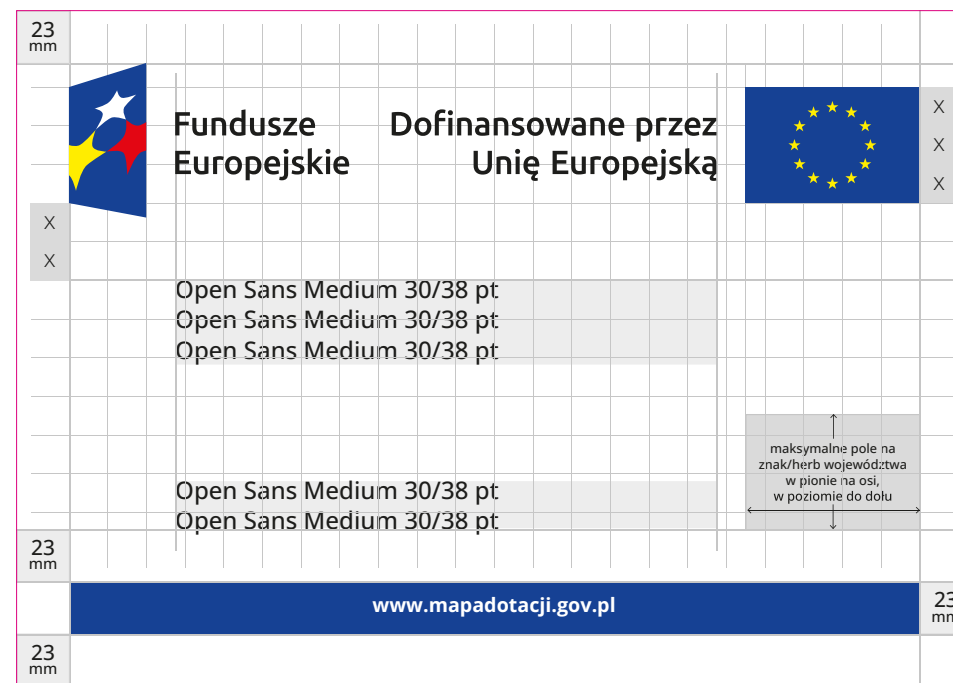 23
mm
Fundusze
Europejskie
Dofinansowane przez
Unię Europejską
X
X
X
X
X
Open Sans Medium 30/38 pt
Open Sans Medium 30/38 pt
Open Sans Medium 30/38 pt
maksymalne pole na
znak/herb województwa
w pionie na osi,
w poziomie do dołu
Open Sans Medium 30/38 pt
Open Sans Medium 30/38 pt
23
mm
www.mapadotacji.gov.pl
23
mm
23
mm